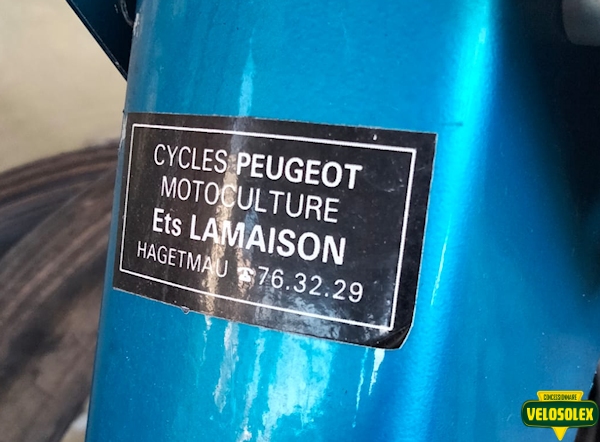 CYCLES PEUGEOT
MOTOCULTURE
Ets LAMAISON
HAGETMAU ☎76.32.29
CONCESSIONNAIRE
VELOSOLEX